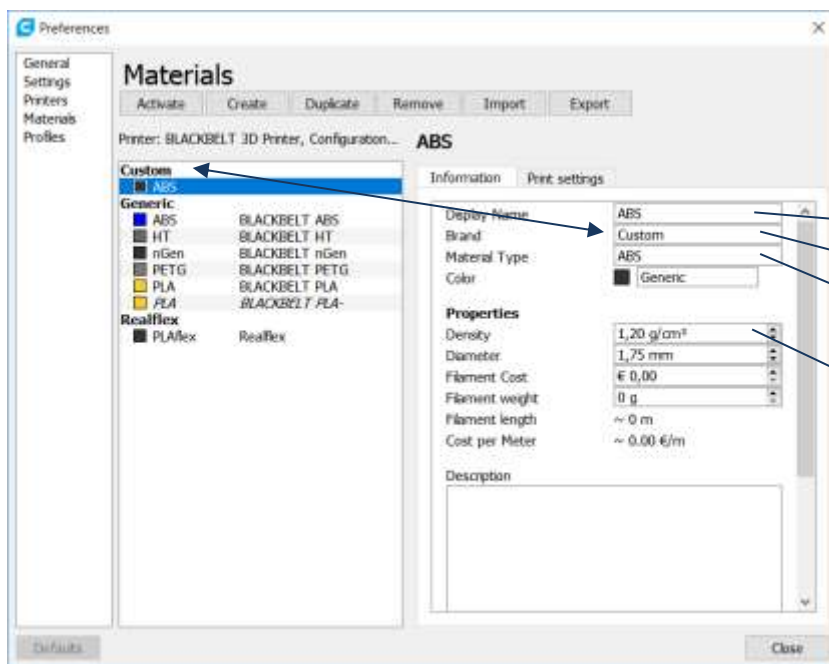 Preferences
General
Settings
Printers
Materials
Profiles
Materials
Activate Create Duplicate Remove Import Export
Printer: BLACKBELT 3D Printer, Configuration...
Custom
ABS
Generic
ABS BLACKBELT ABS
HT BLACKBELT HT
nGen BLACKBELT nGen
PETG BLACKBELT PETG
PLA BLACKBELT PLA
PLA BLACKBELT PLA-
Realflex
PLAflex Realflex
ABS
Information Print settings
Display Name ABS
Brand Custom
Material Type ABS
Color Generic
Properties
Density 1,20 g/cm³
Diameter 1,75 mm
Filament Cost € 0,00
Filament weight 0 g
Filament length ~ 0 m
Cost per Meter ~ 0.00 €/m
Description
Defaults Close